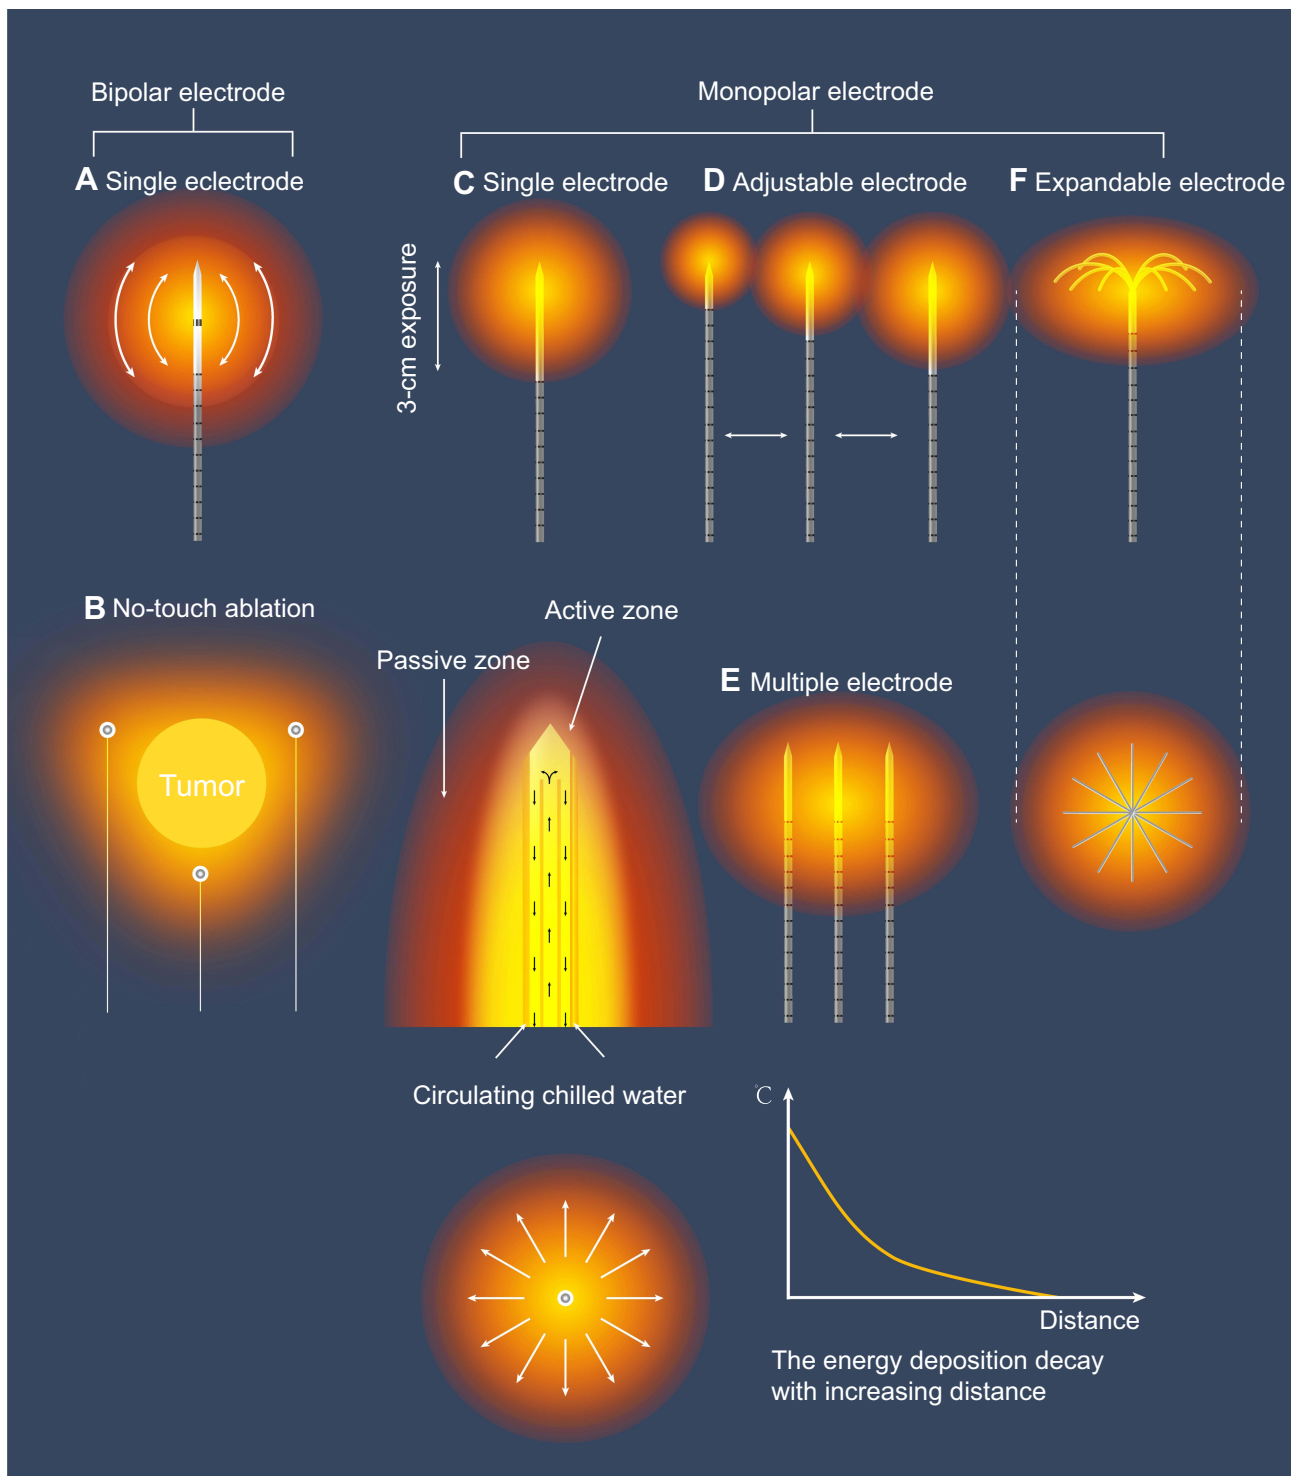 Bipolar electrode
Monopolar electrode
A Single eclectrode
C Single electrode
D Adjustable electrode
F Expandable electrode
3-cm exposure
B No-touch ablation
Active zone
Passive zone
E Multiple electrode
Tumor
Circulating chilled water
℃
Distance
The energy deposition decay
with increasing distance